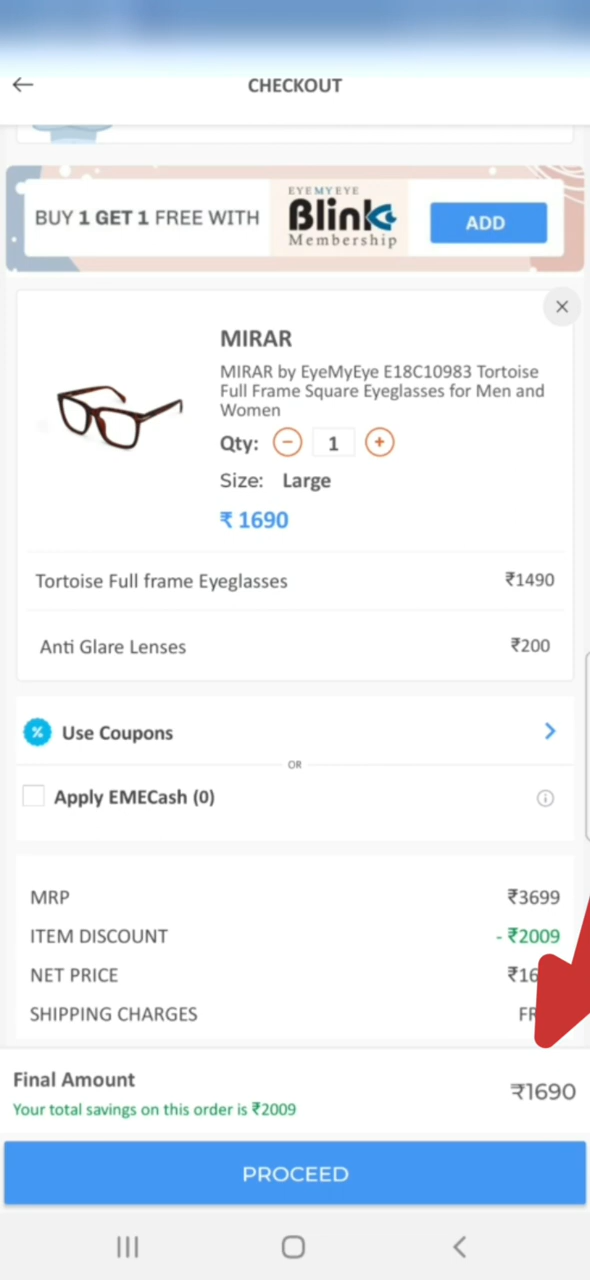 CHECKOUT
BUY 1 GET 1 FREE WITH
EYEMYEYE
Blink
Membership
ADD
MIRAR
MIRAR by EyeMyEye E18C10983 Tortoise
Full Frame Square Eyeglasses for Men and
Women
Qty: 1
Size: Large
₹ 1690
Tortoise Full frame Eyeglasses ₹1490
Anti Glare Lenses ₹200
Use Coupons
OR
Apply EMECash (0)
MRP ₹3699
ITEM DISCOUNT - ₹2009
NET PRICE
SHIPPING CHARGES
Final Amount ₹1690
Your total savings on this order is ₹2009
PROCEED